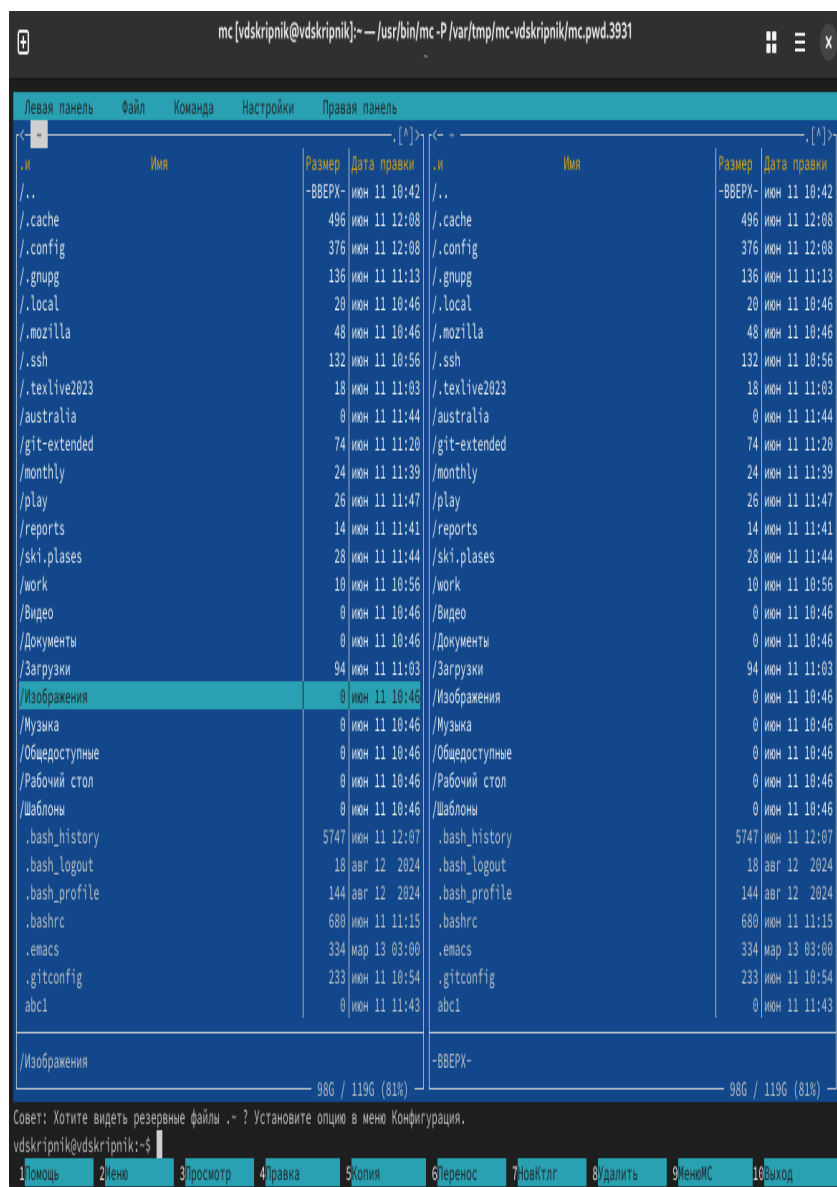 mc [vdskripnik@vdskripnik]:~ — /usr/bin/mc -P /var/tmp/mc-vdskripnik/mc.pwd.3931
~
Левая панель Файл Команда Настройки Правая панель
<- ~ .[^]> <- ~ .[^]>
.и Имя Размер Дата правки .и Имя Размер Дата правки
/.. -ВВЕРХ- июн 11 10:42 /.. -ВВЕРХ- июн 11 10:42
/.cache 496 июн 11 12:08 /.cache 496 июн 11 12:08
/.config 376 июн 11 12:08 /.config 376 июн 11 12:08
/.gnupg 136 июн 11 11:13 /.gnupg 136 июн 11 11:13
/.local 20 июн 11 10:46 /.local 20 июн 11 10:46
/.mozilla 48 июн 11 10:46 /.mozilla 48 июн 11 10:46
/.ssh 132 июн 11 10:56 /.ssh 132 июн 11 10:56
/.texlive2023 18 июн 11 11:03 /.texlive2023 18 июн 11 11:03
/australia 0 июн 11 11:44 /australia 0 июн 11 11:44
/git-extended 74 июн 11 11:20 /git-extended 74 июн 11 11:20
/monthly 24 июн 11 11:39 /monthly 24 июн 11 11:39
/play 26 июн 11 11:47 /play 26 июн 11 11:47
/reports 14 июн 11 11:41 /reports 14 июн 11 11:41
/ski.plases 28 июн 11 11:44 /ski.plases 28 июн 11 11:44
/work 10 июн 11 10:56 /work 10 июн 11 10:56
/Видео 0 июн 11 10:46 /Видео 0 июн 11 10:46
/Документы 0 июн 11 10:46 /Документы 0 июн 11 10:46
/Загрузки 94 июн 11 11:03 /Загрузки 94 июн 11 11:03
/Изображения 0 июн 11 10:46 /Изображения 0 июн 11 10:46
/Музыка 0 июн 11 10:46 /Музыка 0 июн 11 10:46
/Общедоступные 0 июн 11 10:46 /Общедоступные 0 июн 11 10:46
/Рабочий стол 0 июн 11 10:46 /Рабочий стол 0 июн 11 10:46
/Шаблоны 0 июн 11 10:46 /Шаблоны 0 июн 11 10:46
.bash_history 5747 июн 11 12:07 .bash_history 5747 июн 11 12:07
.bash_logout 18 авг 12 2024 .bash_logout 18 авг 12 2024
.bash_profile 144 авг 12 2024 .bash_profile 144 авг 12 2024
.bashrc 680 июн 11 11:15 .bashrc 680 июн 11 11:15
.emacs 334 мар 13 03:00 .emacs 334 мар 13 03:00
.gitconfig 233 июн 11 10:54 .gitconfig 233 июн 11 10:54
abc1 0 июн 11 11:43 abc1 0 июн 11 11:43
/Изображения -ВВЕРХ-
98G / 119G (81%) 98G / 119G (81%)
Совет: Хотите видеть резервные файлы .~ ? Установите опцию в меню Конфигурация.
vdskripnik@vdskripnik:~$
1Помощь 2Меню 3Просмотр 4Правка 5Копия 6Перенос 7НовКтлг 8Удалить 9МенюМС 10Выход